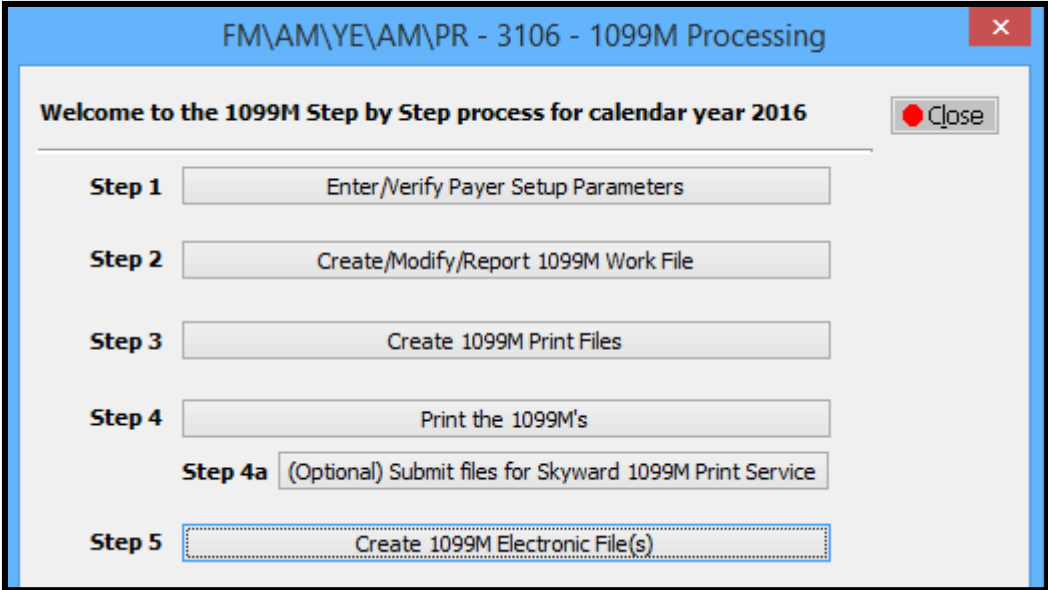 FM\AM\YE\AM\PR - 3106 - 1099M Processing
Welcome to the 1099M Step by Step process for calendar year 2016
Close
Step 1 Enter/Verify Payer Setup Parameters
Step 2 Create/Modify/Report 1099M Work File
Step 3 Create 1099M Print Files
Step 4 Print the 1099M's
Step 4a (Optional) Submit files for Skyward 1099M Print Service
Step 5 Create 1099M Electronic File(s)